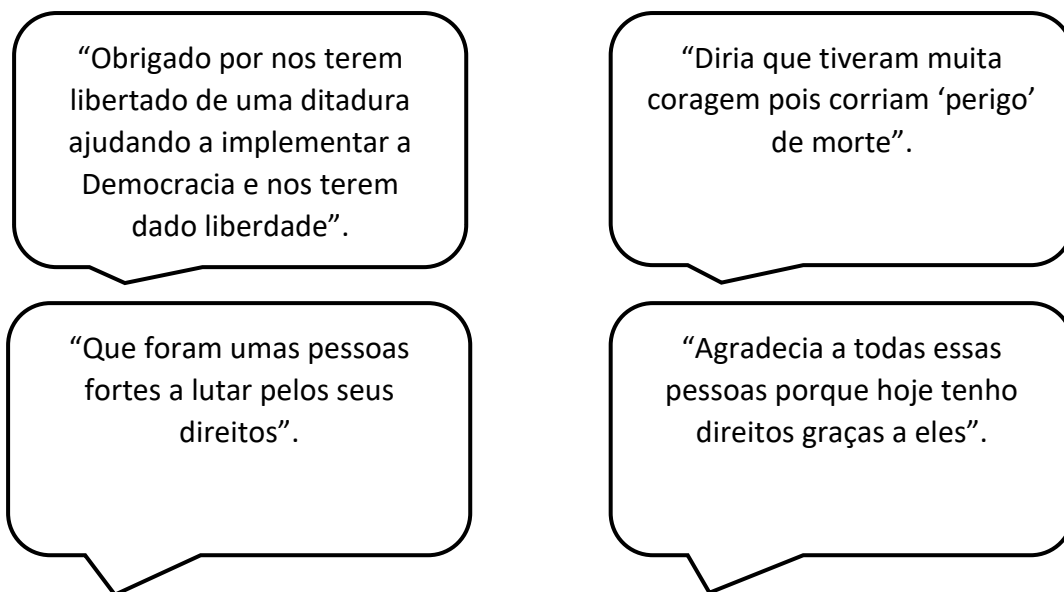 “Obrigado por nos terem
libertado de uma ditadura
ajudando a implementar a
Democracia e nos terem
dado liberdade”.
“Diria que tiveram muita
coragem pois corriam ‘perigo’
de morte”.
“Que foram umas pessoas
fortes a lutar pelos seus
direitos”.
“Agradecia a todas essas
pessoas porque hoje tenho
direitos graças a eles”.